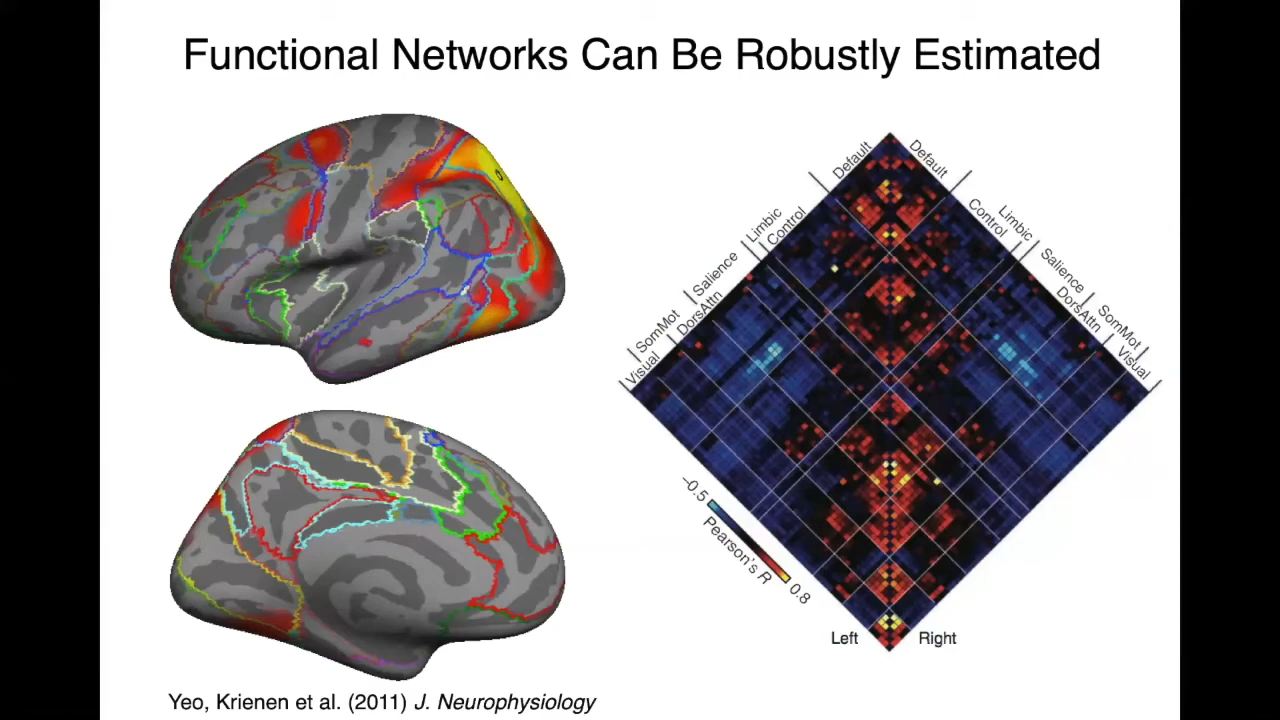 Functional Networks Can Be Robustly Estimated
Default
Default
Limbic
Control
Limbic
Control
Salience
DorsAttn
Salience
DorsAttn
SomMot
Visual
SomMot
Visual
−0.5
Pearson's R
0.8
Left
Right
Yeo, Krienen et al. (2011) J. Neurophysiology